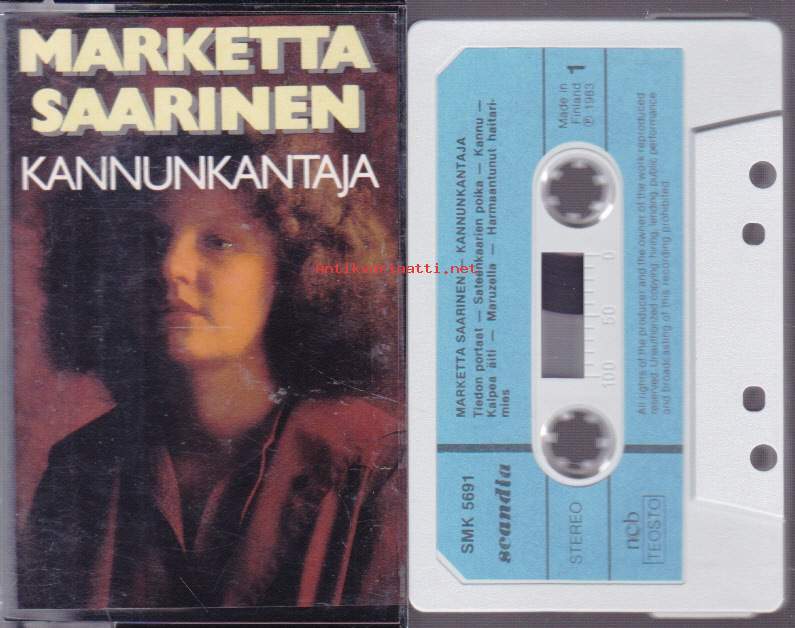 MARKETTA
SAARINEN
KANNUNKANTAJA
antikvariaatti.net
Made in
Finland
℗ 1983
1
MARKETTA SAARINEN — KANNUNKANTAJA
Tiedon portaat — Sateenkaarien poika — Kannu —
Kalpea äiti — Maruzella — Harmaantunut haitari-
mies
0
50
100
All rights of the producer and the owner of the work reproduced
reserved. Unauthorized copying, hiring, lending, public performance
and broadcasting of this recording prohibited
SMK 5691
scandia
STEREO
ncb
TEOSTO